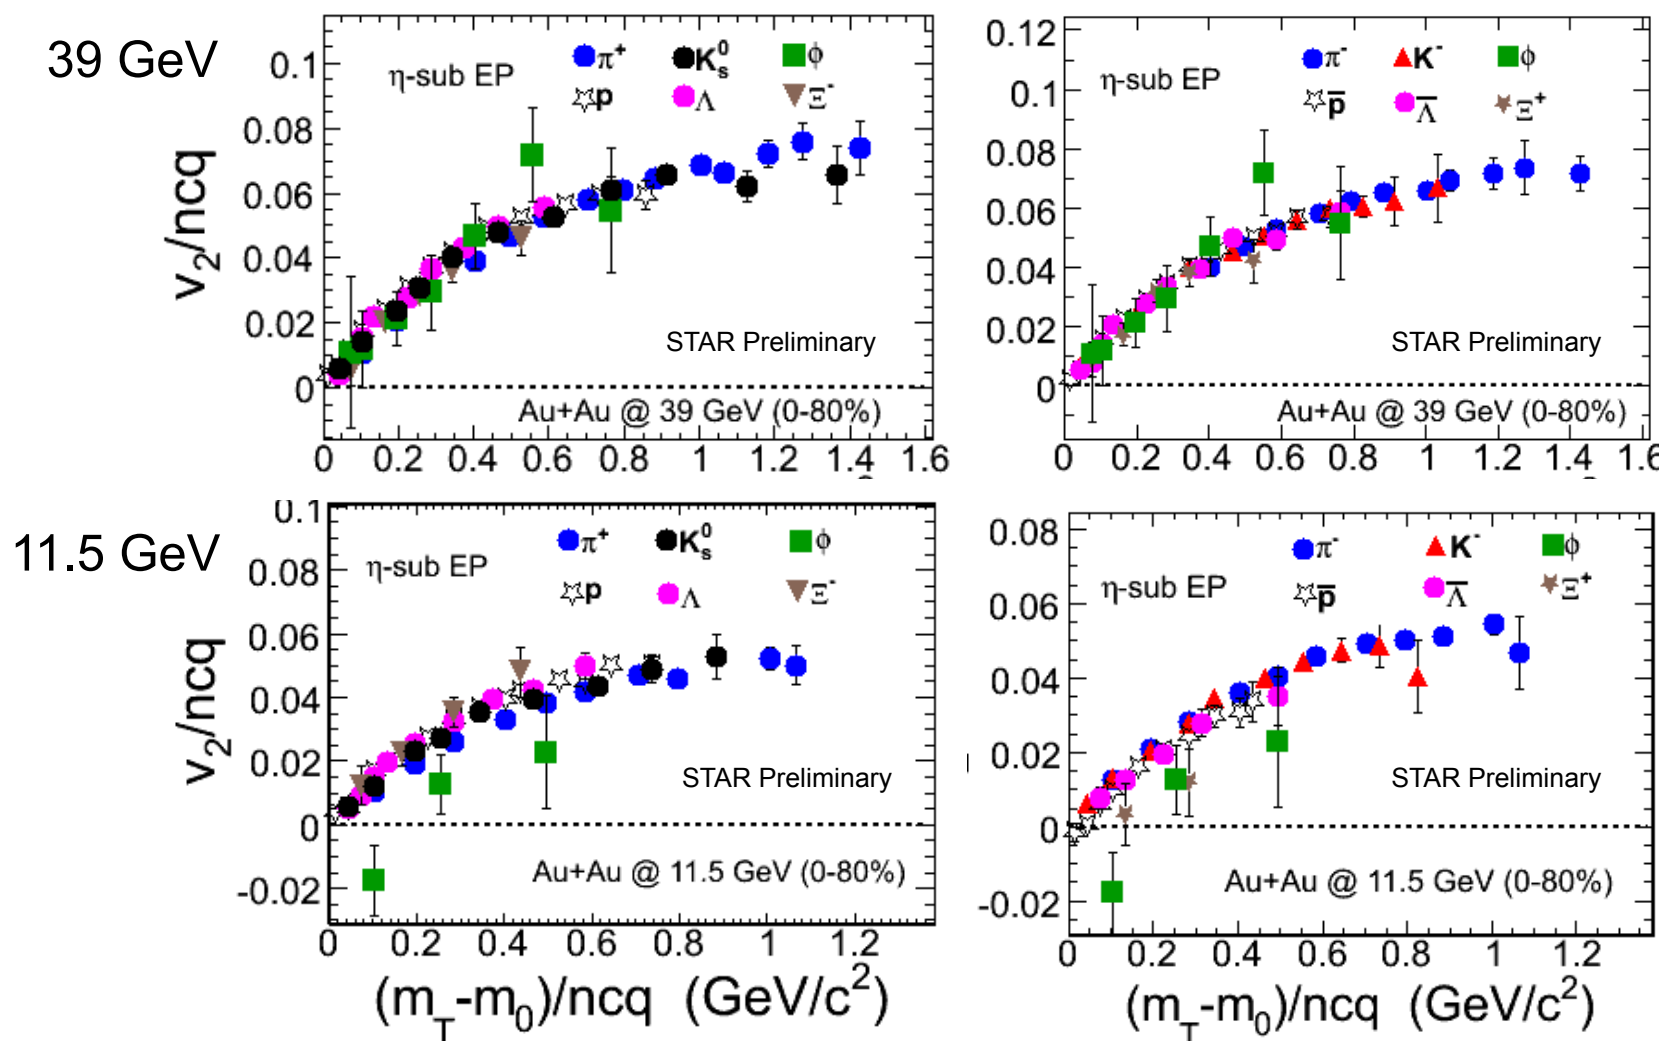 39 GeV
η-sub EP
π⁺ K⁰ₛ ϕ
p Λ Ξ⁻
0.1
0.08
0.06
0.04
0.02
0
v₂/ncq
STAR Preliminary
Au+Au @ 39 GeV (0-80%)
0 0.2 0.4 0.6 0.8 1 1.2 1.4 1.6
η-sub EP
π⁻ K⁻ ϕ
p̅ Λ̅ Ξ⁺
0.12
0.1
0.08
0.06
0.04
0.02
0
STAR Preliminary
Au+Au @ 39 GeV (0-80%)
0 0.2 0.4 0.6 0.8 1 1.2 1.4 1.6
11.5 GeV
η-sub EP
π⁺ K⁰ₛ ϕ
p Λ Ξ⁻
0.1
0.08
0.06
0.04
0.02
0
-0.02
v₂/ncq
STAR Preliminary
Au+Au @ 11.5 GeV (0-80%)
0 0.2 0.4 0.6 0.8 1 1.2
(m_T-m₀)/ncq (GeV/c²)
η-sub EP
π⁻ K⁻ ϕ
p̅ Λ̅ Ξ⁺
0.08
0.06
0.04
0.02
0
-0.02
STAR Preliminary
Au+Au @ 11.5 GeV (0-80%)
0 0.2 0.4 0.6 0.8 1 1.2
(m_T-m₀)/ncq (GeV/c²)